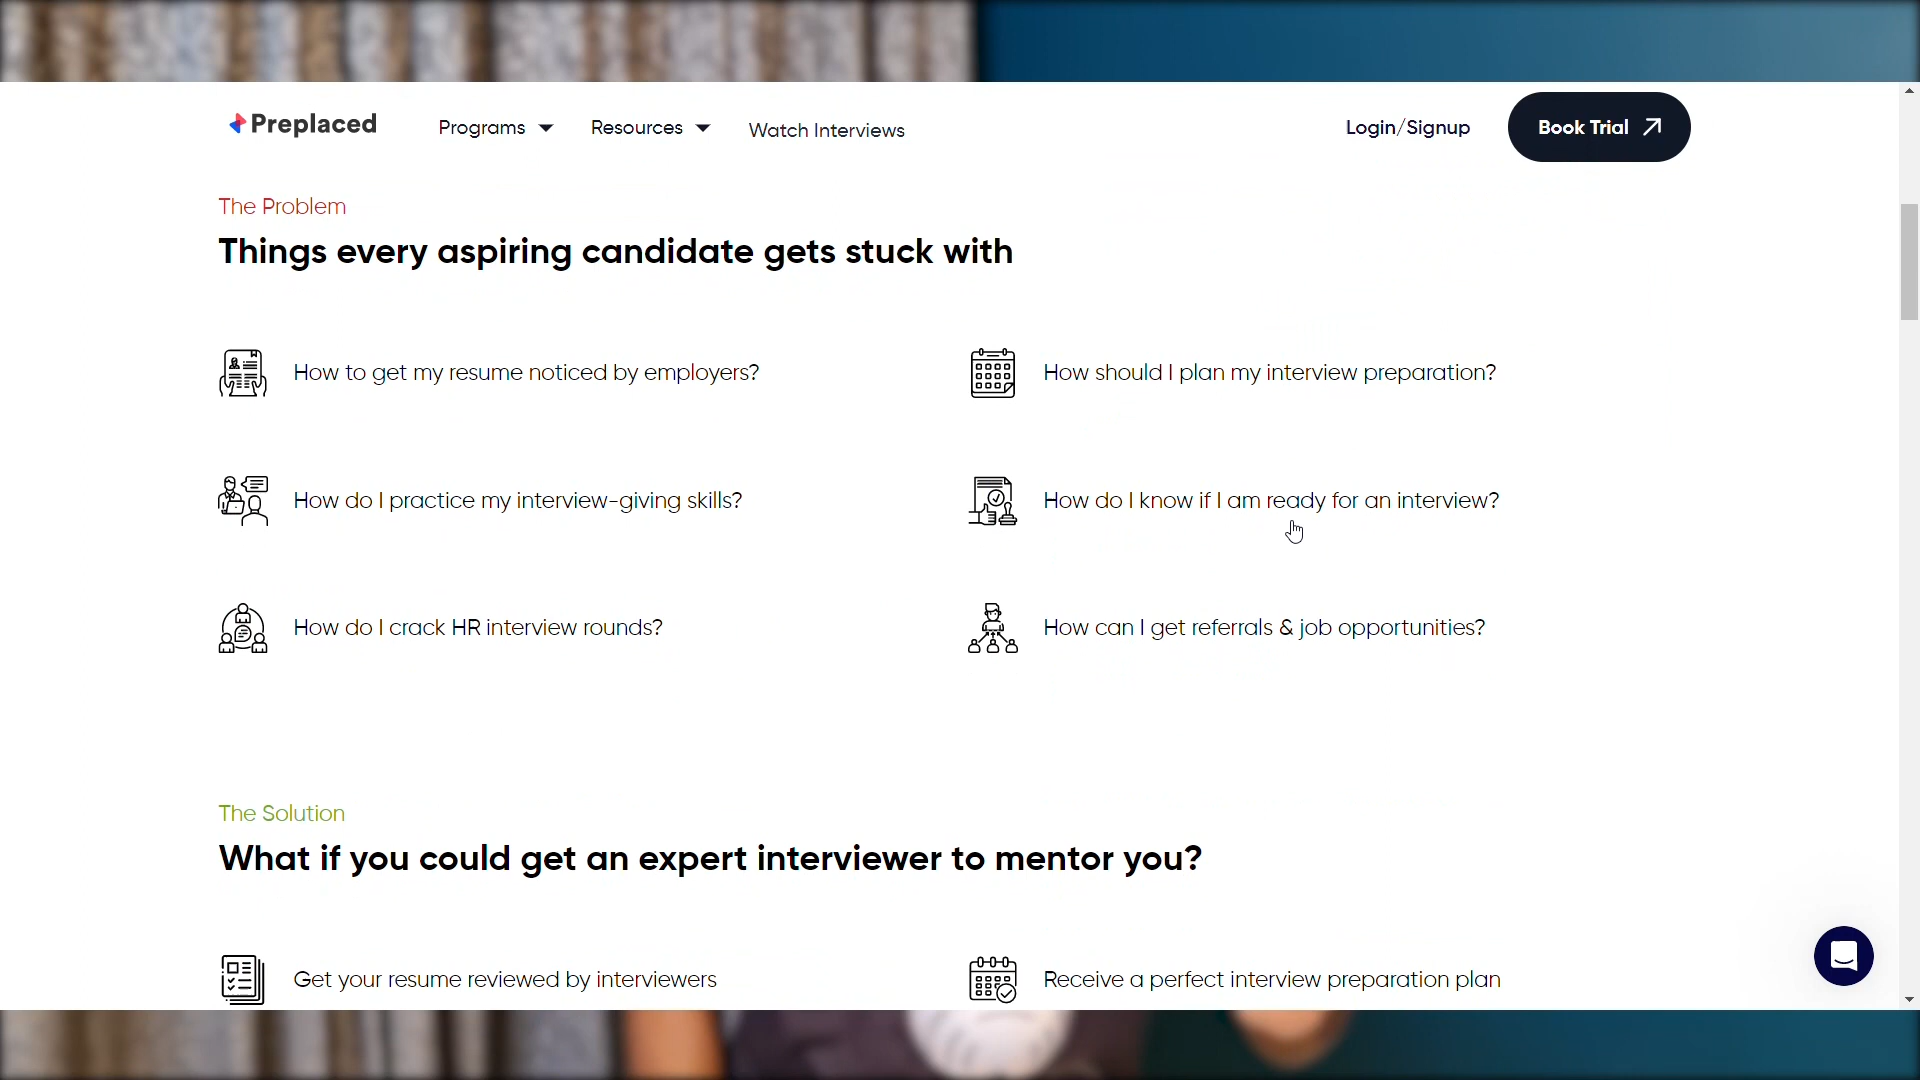 Preplaced
Programs
Resources
Watch Interviews
Login/Signup
Book Trial
The Problem
Things every aspiring candidate gets stuck with
How to get my resume noticed by employers?
How should I plan my interview preparation?
How do I practice my interview-giving skills?
How do I know if I am ready for an interview?
How do I crack HR interview rounds?
How can I get referrals & job opportunities?
The Solution
What if you could get an expert interviewer to mentor you?
Get your resume reviewed by interviewers
Receive a perfect interview preparation plan